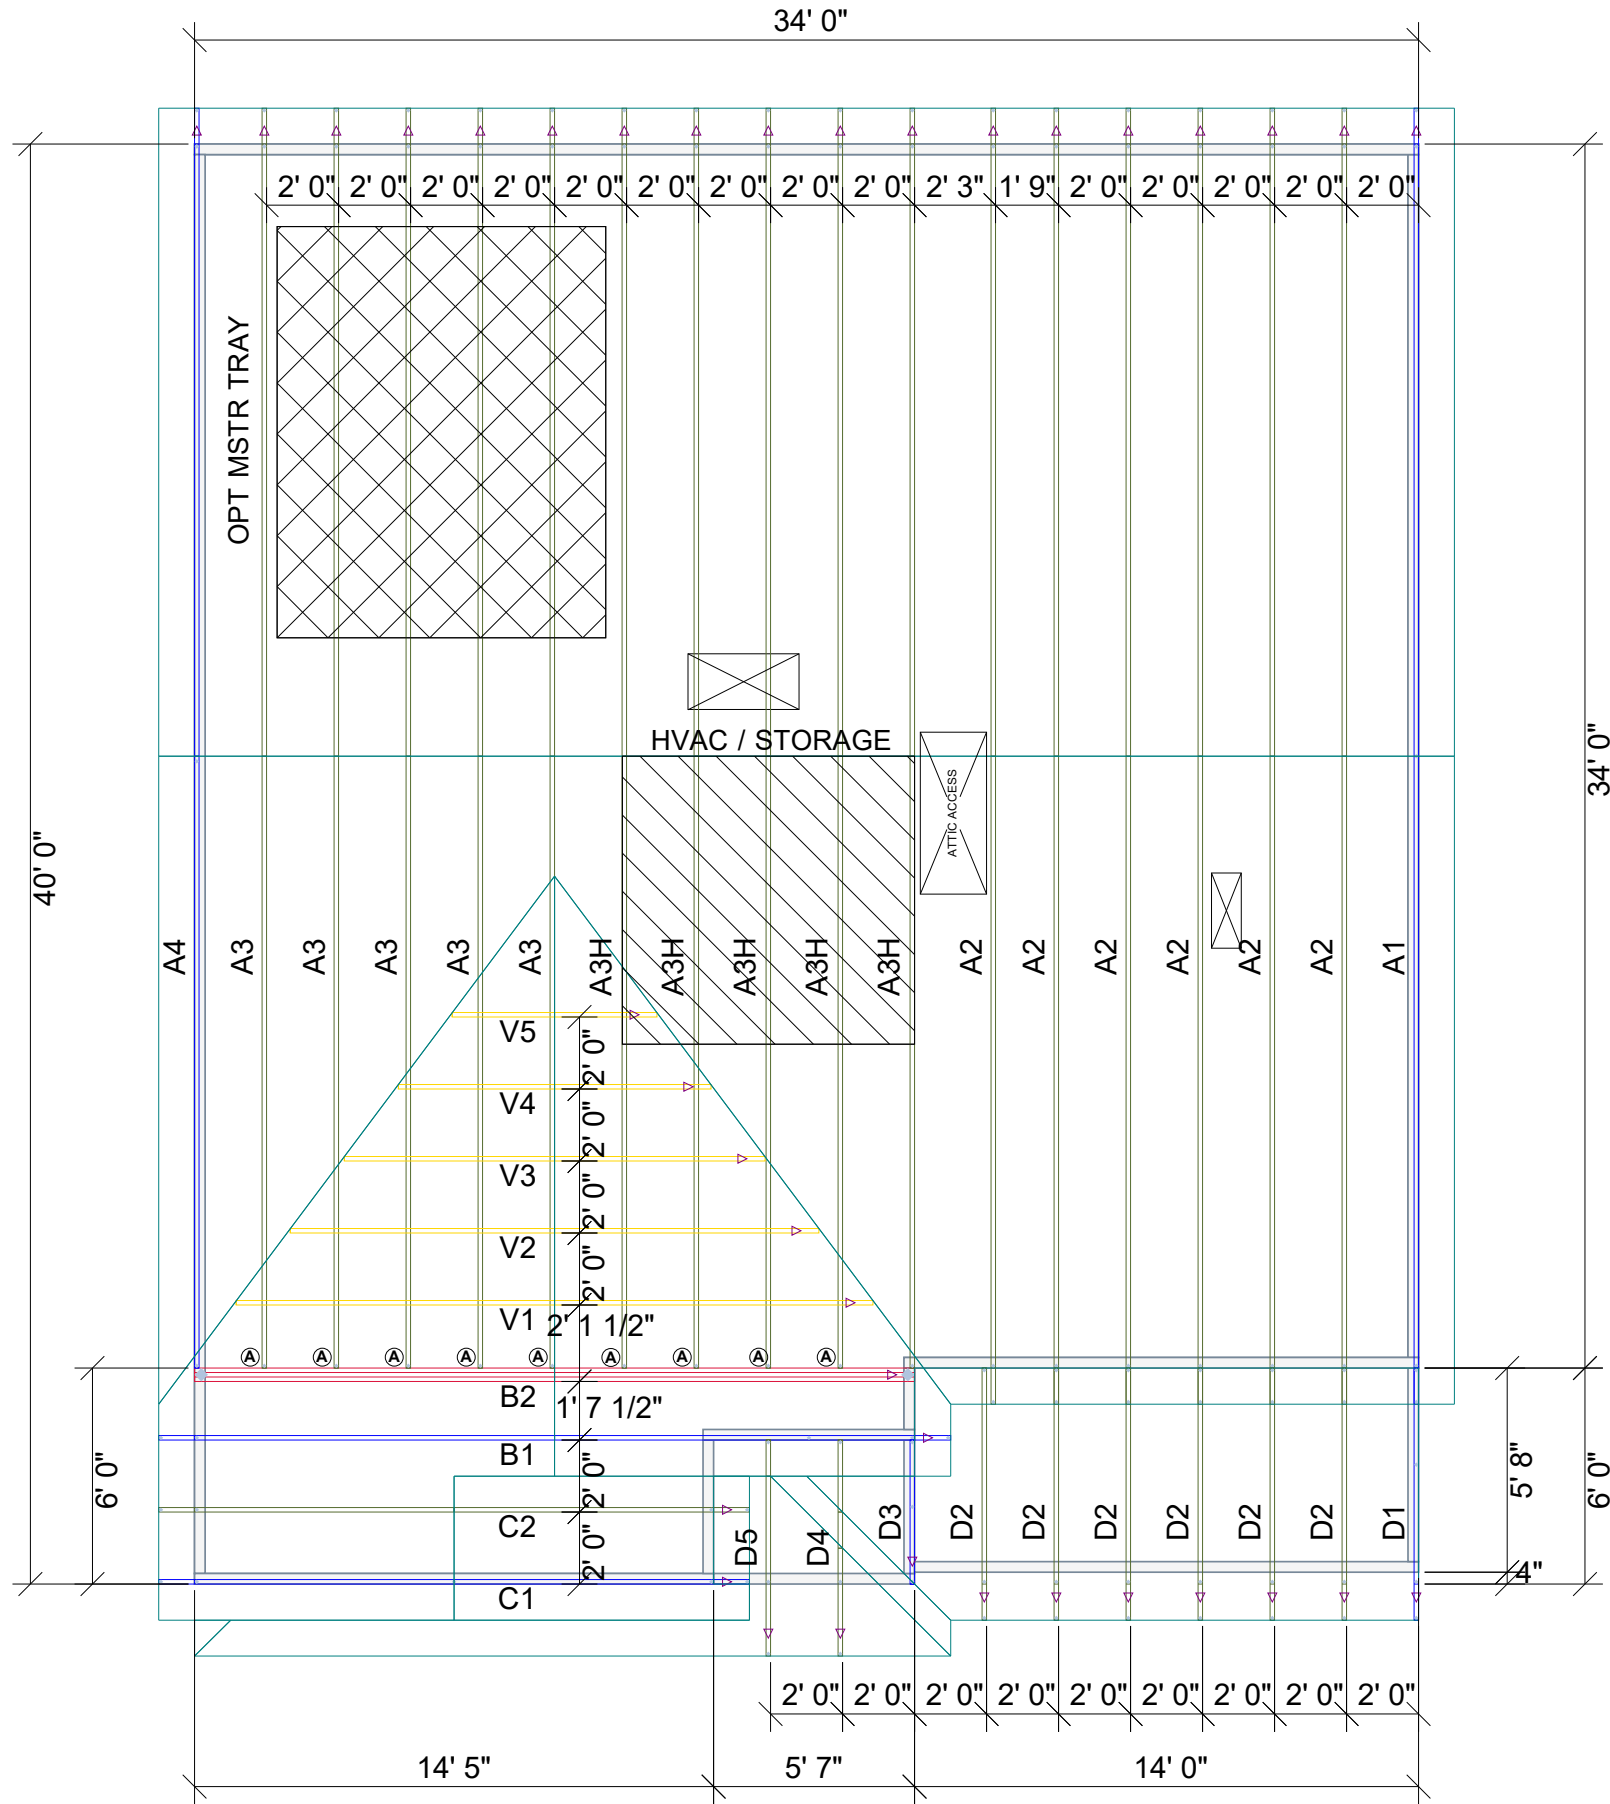 34' 0"
2' 0" 2' 0" 2' 0" 2' 0" 2' 0" 2' 0" 2' 0" 2' 0" 2' 0" 2' 3" 1' 9" 2' 0" 2' 0" 2' 0" 2' 0" 2' 0"
OPT MSTR TRAY
HVAC / STORAGE
ATTIC ACCESS
40' 0"
34' 0"
A4 A3 A3 A3 A3 A3 A3H A3H A3H A3H A3H A2 A2 A2 A2 A2 A2 A1
V5
2' 0"
V4
2' 0"
V3
2' 0"
V2
2' 0"
V1
2' 1 1/2"
A A A A A A A A A
B2
1' 7 1/2"
B1
2' 0"
C2
2' 0"
C1
6' 0"
D5 D4 D3 D2 D2 D2 D2 D2 D2 D1
5' 8"
6' 0"
4"
2' 0" 2' 0" 2' 0" 2' 0" 2' 0" 2' 0" 2' 0" 2' 0" 2' 0"
14' 5" 5' 7" 14' 0"